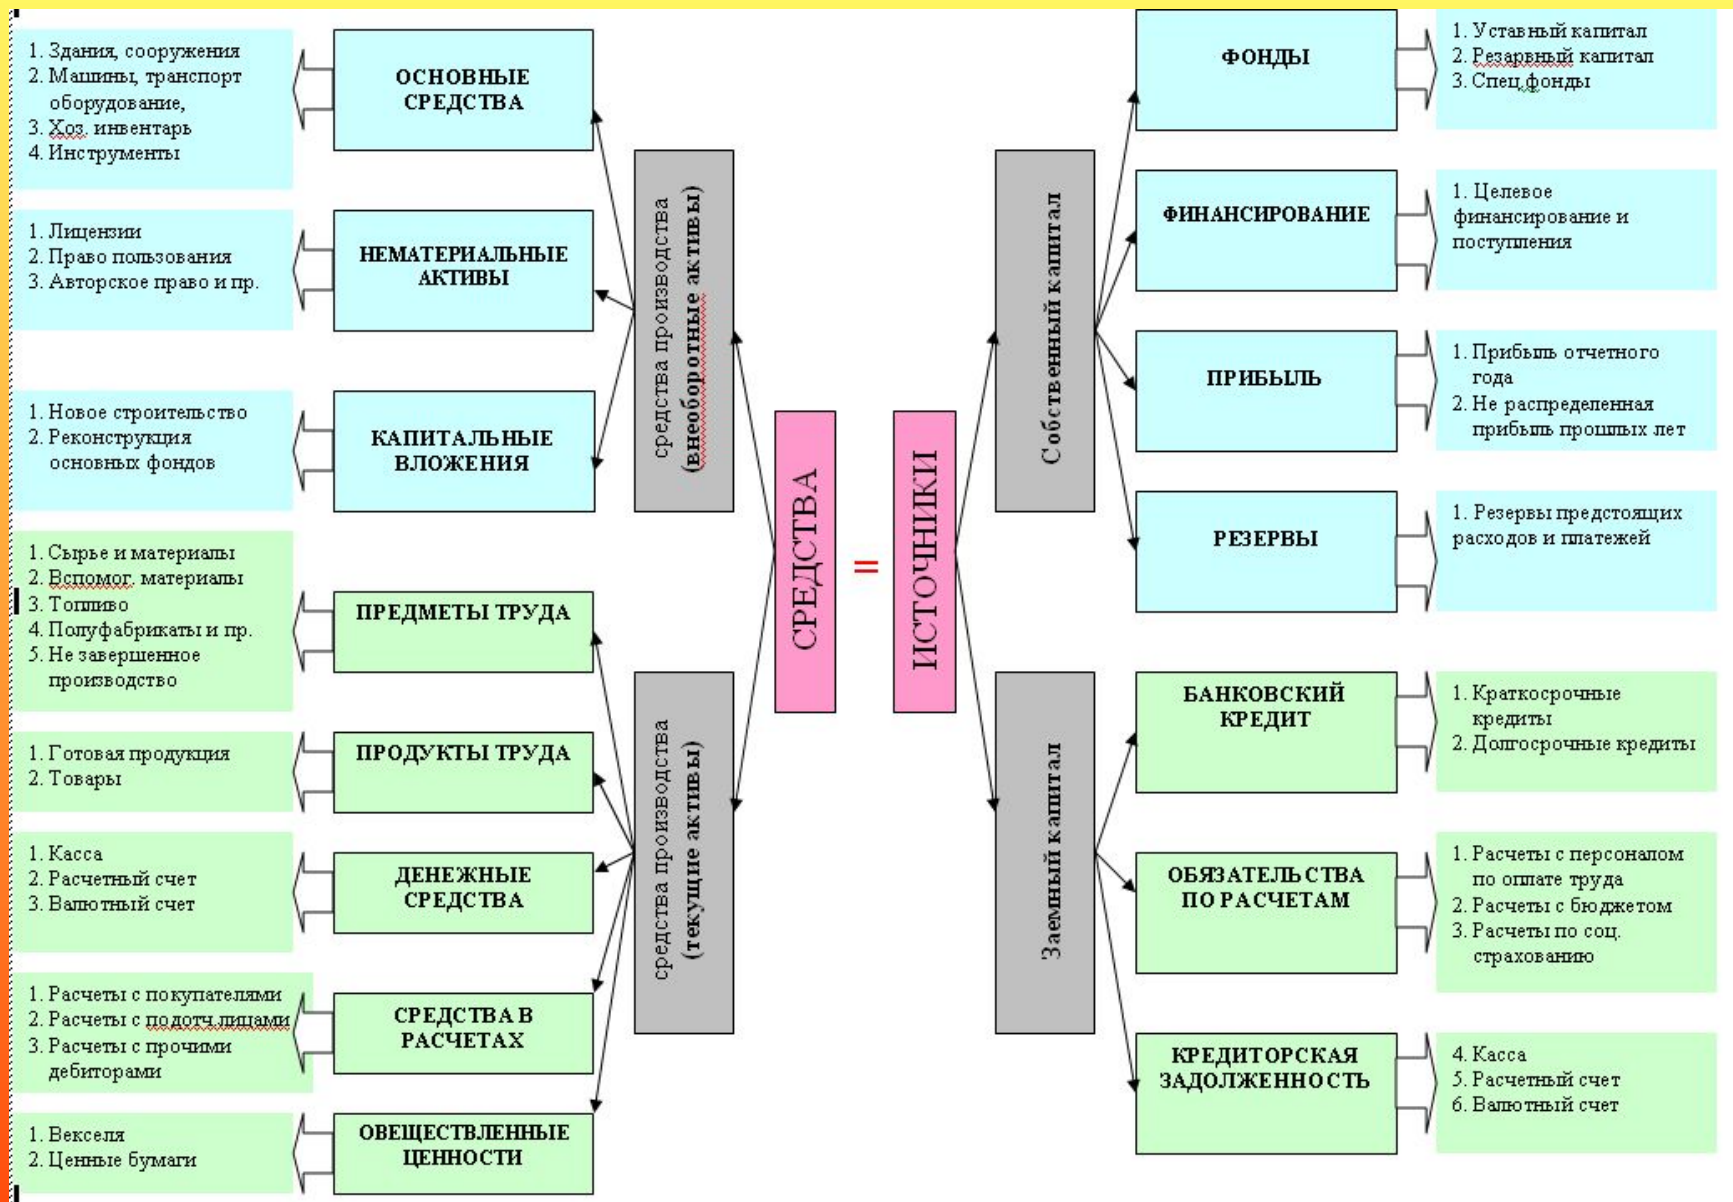 1. Здания, сооружения
2. Машины, транспорт
оборудование,
3. Хоз. инвентарь
4. Инструменты
ОСНОВНЫЕ
СРЕДСТВА
1. Лицензии
2. Право пользования
3. Авторское право и пр.
НЕМАТЕРИАЛЬНЫЕ
АКТИВЫ
1. Новое строительство
2. Реконструкция
основных фондов
КАПИТАЛЬНЫЕ
ВЛОЖЕНИЯ
средства производства
(внеоборотные активы)
1. Сырье и материалы
2. Вспомог. материалы
3. Топливо
4. Полуфабрикаты и пр.
5. Не завершенное
производство
ПРЕДМЕТЫ ТРУДА
1. Готовая продукция
2. Товары
ПРОДУКТЫ ТРУДА
1. Касса
2. Расчетный счет
3. Валютный счет
ДЕНЕЖНЫЕ
СРЕДСТВА
1. Расчеты с покупателями
2. Расчеты с подотч.лицами
3. Расчеты с прочими
дебиторами
СРЕДСТВА В
РАСЧЕТАХ
1. Векселя
2. Ценные бумаги
ОВЕЩЕСТВЛЕННЫЕ
ЦЕННОСТИ
средства производства
(текущие активы)
СРЕДСТВА
=
ИСТОЧНИКИ
Собственный капитал
ФОНДЫ
1. Уставный капитал
2. Резарвный капитал
3. Спец.фонды
ФИНАНСИРОВАНИЕ
1. Целевое
финансирование и
поступления
ПРИБЫЛЬ
1. Прибыль отчетного
года
2. Не распределенная
прибыль прошлых лет
РЕЗЕРВЫ
1. Резервы предстоящих
расходов и платежей
Заемный капитал
БАНКОВСКИЙ
КРЕДИТ
1. Краткосрочные
кредиты
2. Долгосрочные кредиты
ОБЯЗАТЕЛЬСТВА
ПО РАСЧЕТАМ
1. Расчеты с персоналом
по оплате труда
2. Расчеты с бюджетом
3. Расчеты по соц.
страхованию
КРЕДИТОРСКАЯ
ЗАДОЛЖЕННОСТЬ
4. Касса
5. Расчетный счет
6. Валютный счет